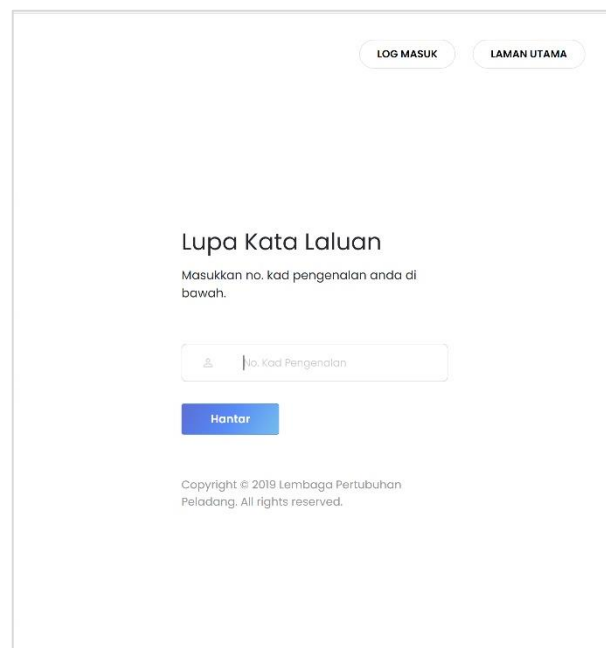 LOG MASUK
LAMAN UTAMA
Lupa Kata Laluan
Masukkan no. kad pengenalan anda di
bawah.
No. Kad Pengenalan
Hantar
Copyright © 2019 Lembaga Pertubuhan
Peladang. All rights reserved.